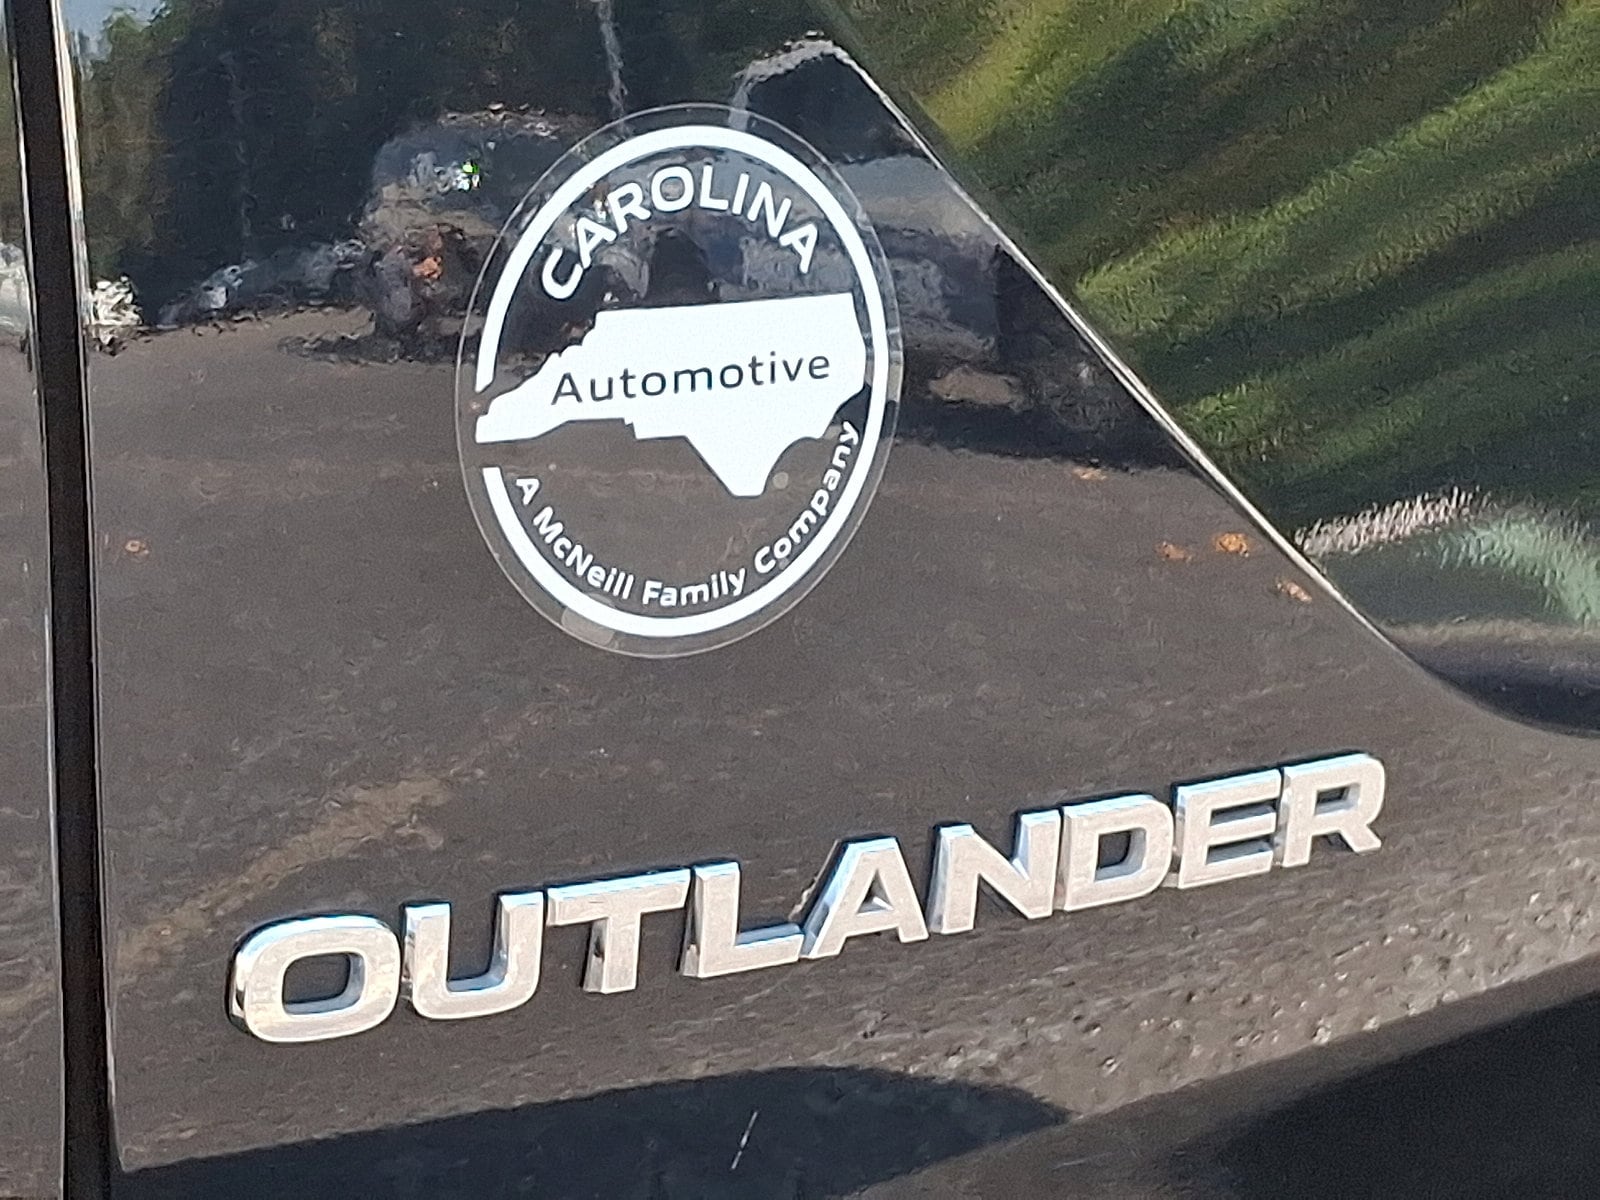 CAROLINA
Automotive
A McNeill Family Company
OUTLANDER